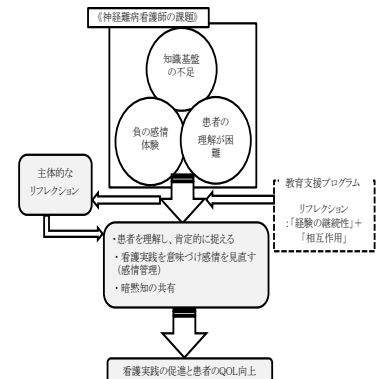 《神経難病看護師の課題》
知識基盤
の不足
負の感情
体験
患者の
理解が困
難
主体的な
リフレクション
教育支援プログラム
リフレクション
:「経験の継続性」+
「相互作用」
・患者を理解し、肯定的に捉える
・看護実践を意味づけ感情を見直す
(感情管理)
・暗黙知の共有
看護実践の促進と患者のQOL向上